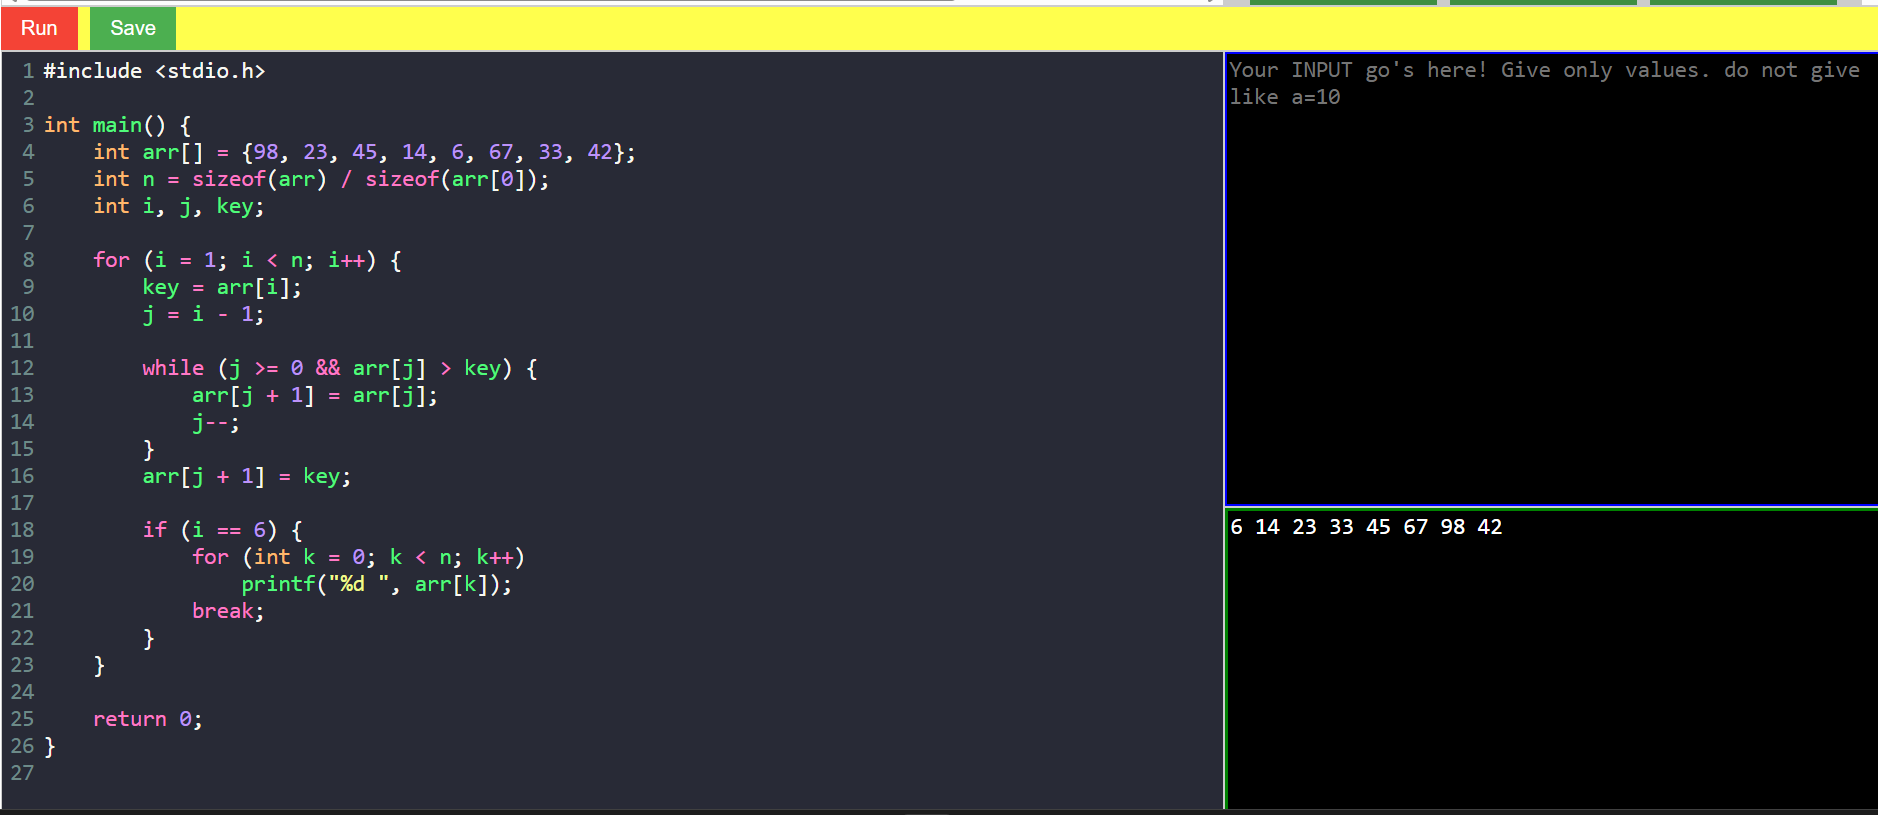 Run Save
1 #include <stdio.h>
2
3 int main() {
4     int arr[] = {98, 23, 45, 14, 6, 67, 33, 42};
5     int n = sizeof(arr) / sizeof(arr[0]);
6     int i, j, key;
7
8     for (i = 1; i < n; i++) {
9         key = arr[i];
10         j = i - 1;
11
12         while (j >= 0 && arr[j] > key) {
13             arr[j + 1] = arr[j];
14             j--;
15         }
16         arr[j + 1] = key;
17
18         if (i == 6) {
19             for (int k = 0; k < n; k++)
20                 printf("%d ", arr[k]);
21             break;
22         }
23     }
24
25     return 0;
26 }
27
Your INPUT go's here! Give only values. do not give
like a=10
6 14 23 33 45 67 98 42